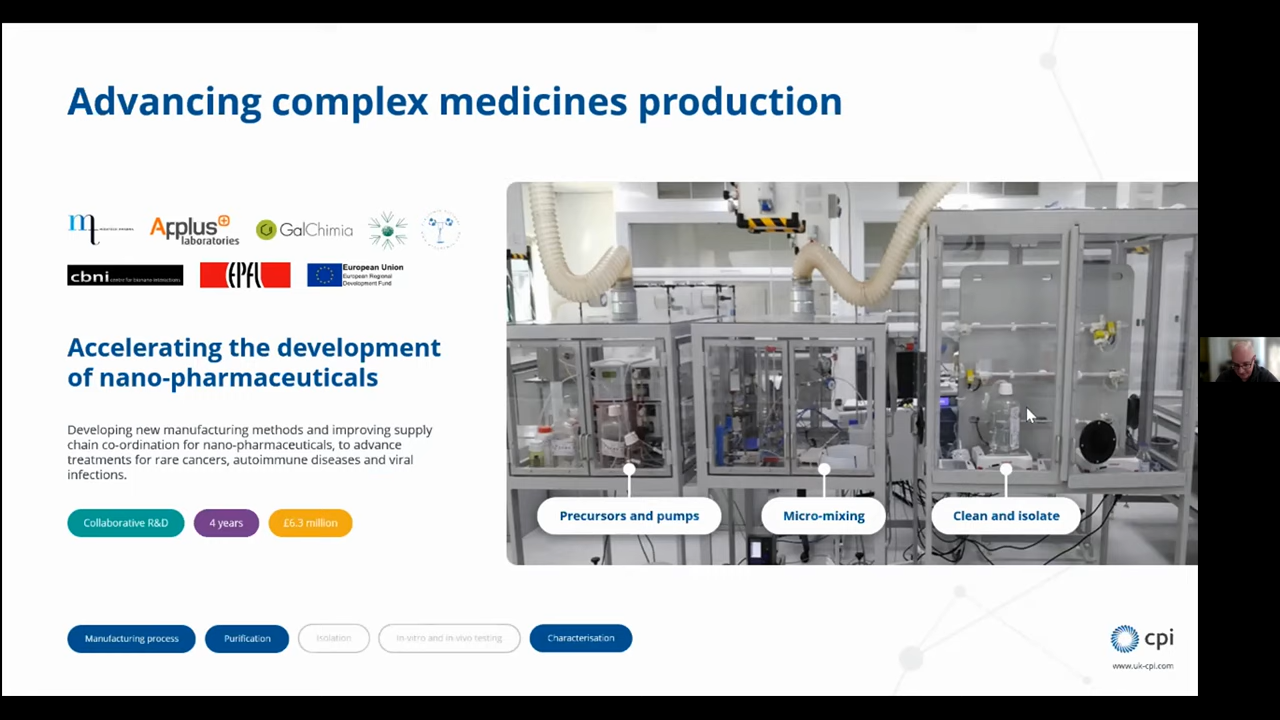 Advancing complex medicines production
mt
Applus+
laboratories
GalChimia
cbni centre for bionano interactions
EPFL
European Union
European Regional
Development Fund
Accelerating the development
of nano-pharmaceuticals
Developing new manufacturing methods and improving supply
chain co-ordination for nano-pharmaceuticals, to advance
treatments for rare cancers, autoimmune diseases and viral
infections.
Collaborative R&D
4 years
£6.3 million
Precursors and pumps
Micro-mixing
Clean and isolate
Manufacturing process
Purification
Isolation
In-vitro and in-vivo testing
Characterisation
cpi
www.uk-cpi.com